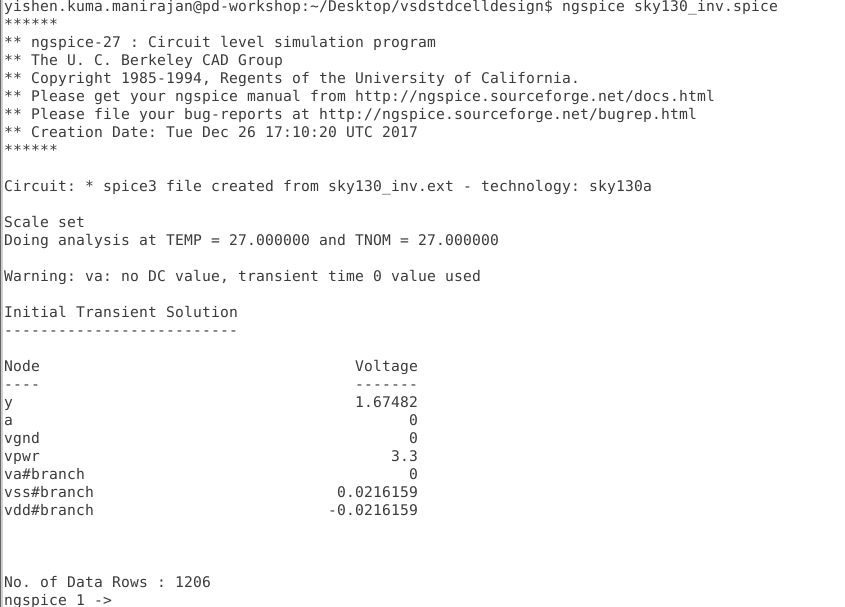 yishen.kuma.manirajan@pd-workshop:~/Desktop/vsdstdcelldesign$ ngspice sky130_inv.spice
******
** ngspice-27 : Circuit level simulation program
** The U. C. Berkeley CAD Group
** Copyright 1985-1994, Regents of the University of California.
** Please get your ngspice manual from http://ngspice.sourceforge.net/docs.html
** Please file your bug-reports at http://ngspice.sourceforge.net/bugrep.html
** Creation Date: Tue Dec 26 17:10:20 UTC 2017
******
Circuit: * spice3 file created from sky130_inv.ext - technology: sky130a
Scale set
Doing analysis at TEMP = 27.000000 and TNOM = 27.000000
Warning: va: no DC value, transient time 0 value used
Initial Transient Solution
--------------------------
Node Voltage
---- -------
y 1.67482
a 0
vgnd 0
vpwr 3.3
va#branch 0
vss#branch 0.0216159
vdd#branch -0.0216159
No. of Data Rows : 1206
ngspice 1 ->